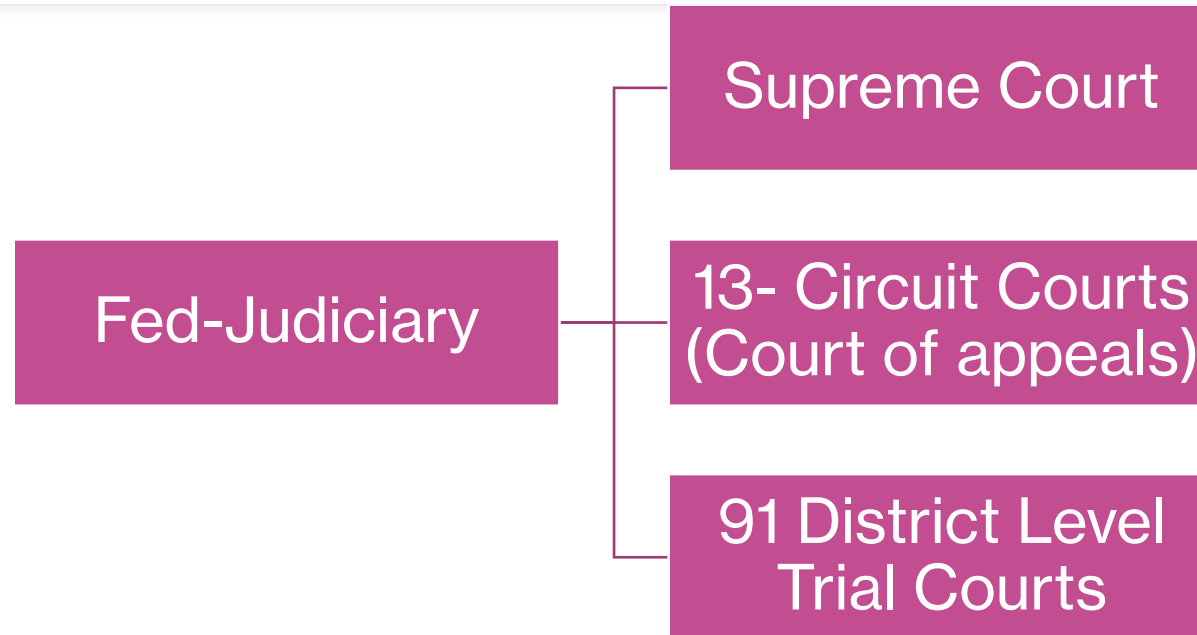 Fed-Judiciary
Supreme Court
13- Circuit Courts
(Court of appeals)
91 District Level
Trial Courts